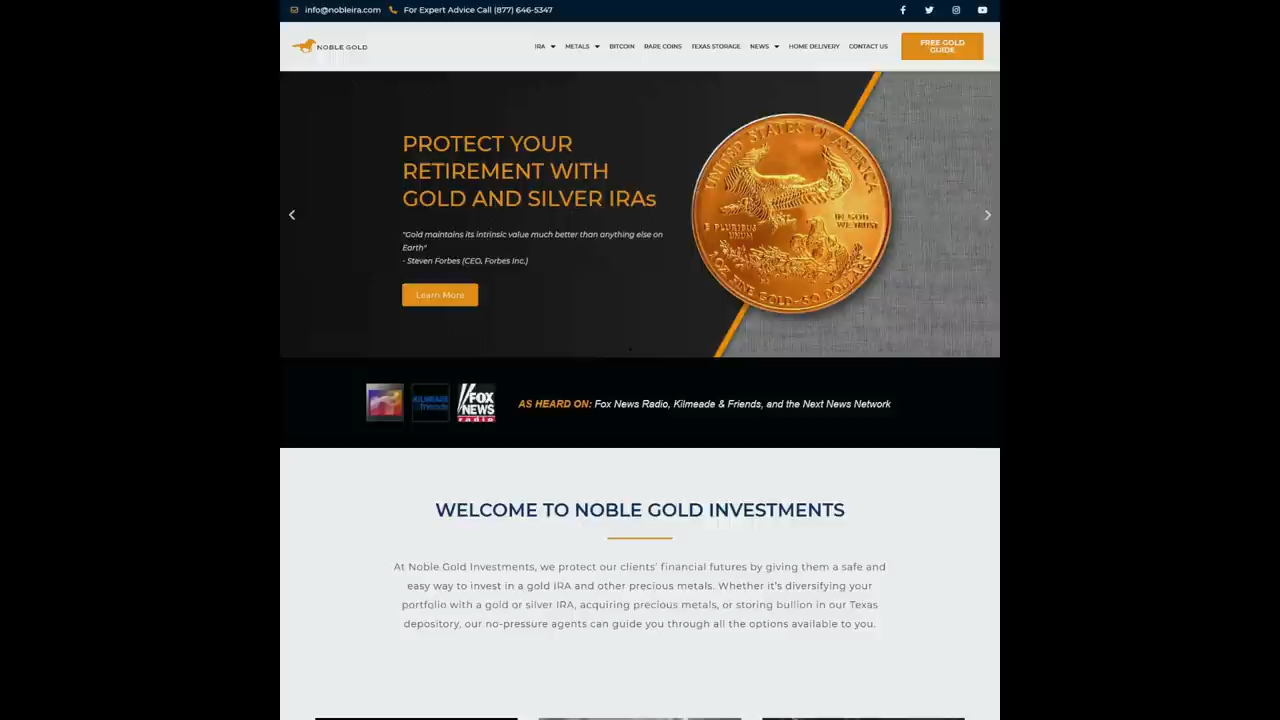 info@nobleira.com For Expert Advice Call (877) 646-5347
NOBLE GOLD
IRA METALS BITCOIN RARE COINS TEXAS STORAGE NEWS HOME DELIVERY CONTACT US
FREE GOLD
GUIDE
PROTECT YOUR
RETIREMENT WITH
GOLD AND SILVER IRAs
"Gold maintains its intrinsic value much better than anything else on
Earth"
- Steven Forbes (CEO, Forbes Inc.)
Learn More
UNITED STATES OF AMERICA
E PLURIBUS
UNUM
IN GOD
WE TRUST
1 OZ. FINE GOLD~50 DOLLARS
KILMEADE
friends
FOX
NEWS
radio
AS HEARD ON: Fox News Radio, Kilmeade & Friends, and the Next News Network
WELCOME TO NOBLE GOLD INVESTMENTS
At Noble Gold Investments, we protect our clients' financial futures by giving them a safe and
easy way to invest in a gold IRA and other precious metals. Whether it's diversifying your
portfolio with a gold or silver IRA, acquiring precious metals, or storing bullion in our Texas
depository, our no-pressure agents can guide you through all the options available to you.